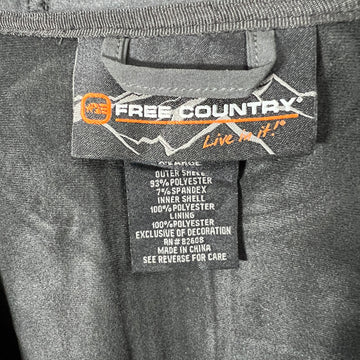 FREE COUNTRY®
Live in it!®
X-LARGE
OUTER SHELL
93% POLYESTER
7% SPANDEX
INNER SHELL
100% POLYESTER
LINING
100% POLYESTER
EXCLUSIVE OF DECORATION
RN# 82608
MADE IN CHINA
SEE REVERSE FOR CARE